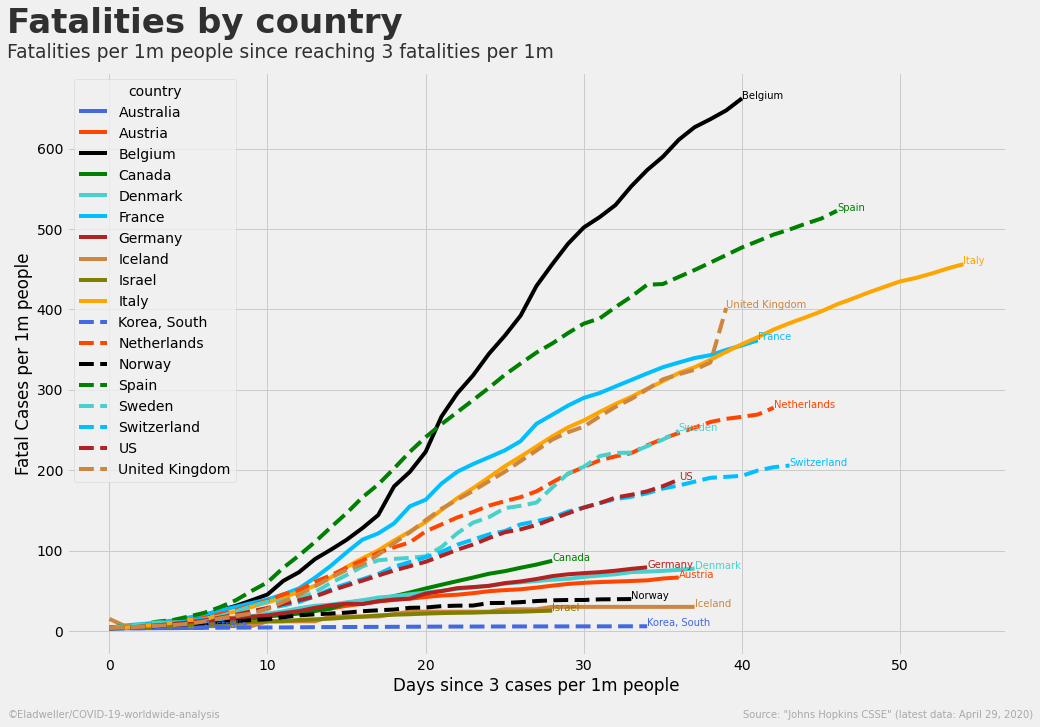 Fatalities by country
Fatalities per 1m people since reaching 3 fatalities per 1m
country
Australia
Austria
Belgium
Canada
Denmark
France
Germany
Iceland
Israel
Italy
Korea, South
Netherlands
Norway
Spain
Sweden
Switzerland
US
United Kingdom
Fatal Cases per 1m people
600
500
400
300
200
100
0
Belgium
Spain
Italy
United Kingdom
France
Netherlands
Sweden
Switzerland
US
Canada
Germany
Denmark
Austria
Norway
Iceland
Israel
Korea, South
0
10
20
30
40
50
Days since 3 cases per 1m people
©Eladweller/COVID-19-worldwide-analysis
Source: "Johns Hopkins CSSE" (latest data: April 29, 2020)